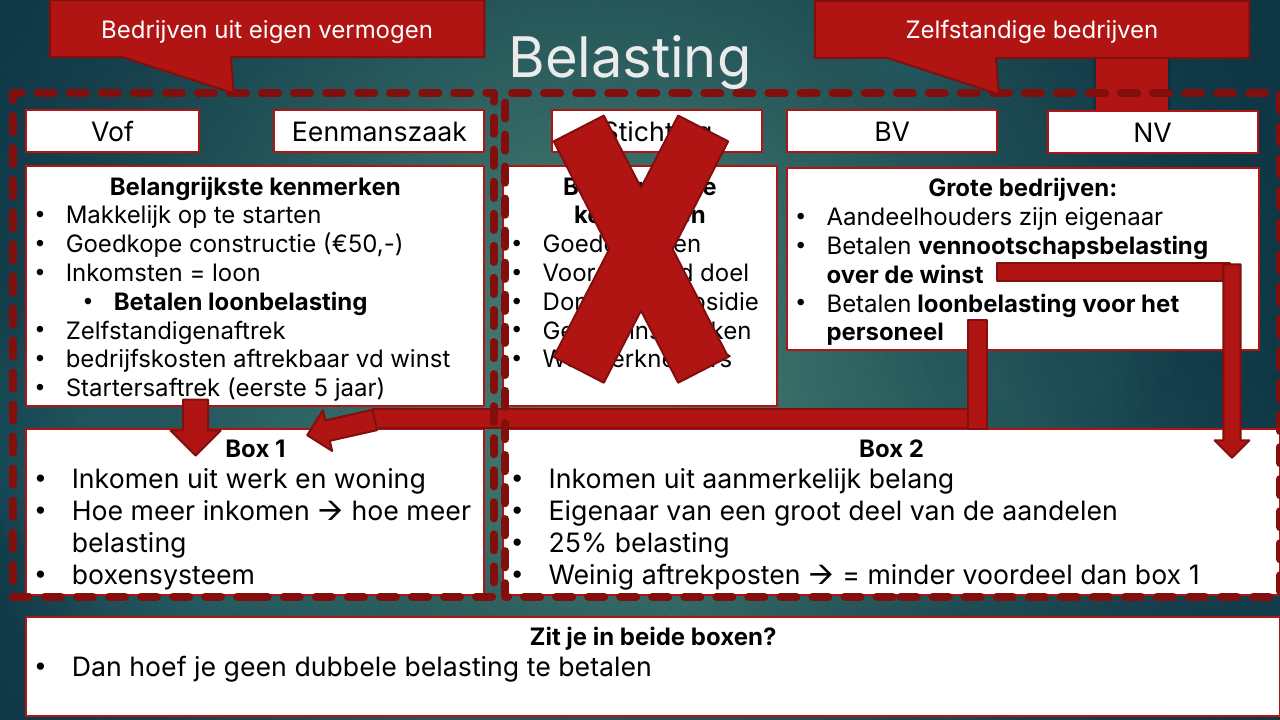 Bedrijven uit eigen vermogen
Zelfstandige bedrijven
Belasting
Vof
Eenmanszaak
BV
NV
Belangrijkste kenmerken
• Makkelijk op te starten
• Goedkope constructie (€50,-)
• Inkomsten = loon
• Betalen loonbelasting
• Zelfstandigenaftrek
• bedrijfskosten aftrekbaar vd winst
• Startersaftrek (eerste 5 jaar)
doel
Grote bedrijven:
• Aandeelhouders zijn eigenaar
• Betalen vennootschapsbelasting
over de winst
• Betalen loonbelasting voor het
personeel
Box 1
• Inkomen uit werk en woning
• Hoe meer inkomen → hoe meer
belasting
• boxensysteem
Box 2
• Inkomen uit aanmerkelijk belang
• Eigenaar van een groot deel van de aandelen
• 25% belasting
• Weinig aftrekposten → = minder voordeel dan box 1
Zit je in beide boxen?
• Dan hoef je geen dubbele belasting te betalen